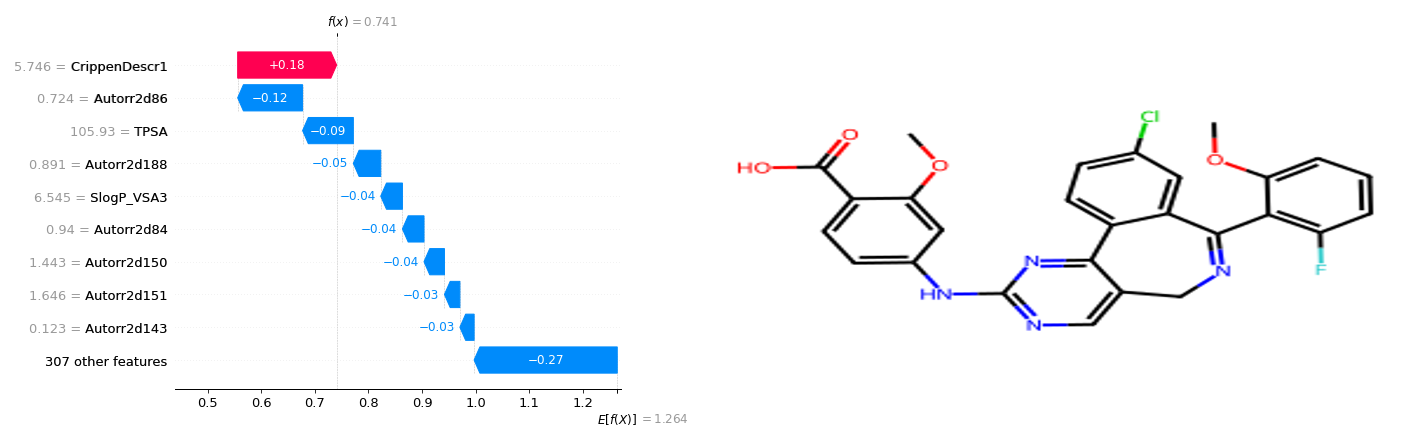 f(x) = 0.741
5.746 = CrippenDescr1
+0.18
0.724 = Autorr2d86
−0.12
105.93 = TPSA
−0.09
0.891 = Autorr2d188
−0.05
6.545 = SlogP_VSA3
−0.04
0.94 = Autorr2d84
−0.04
1.443 = Autorr2d150
−0.04
1.646 = Autorr2d151
−0.03
0.123 = Autorr2d143
−0.03
307 other features
−0.27
0.5 0.6 0.7 0.8 0.9 1.0 1.1 1.2
E[f(X)] = 1.264
Cl
O
O
HO
O
N
N
HN
F
N